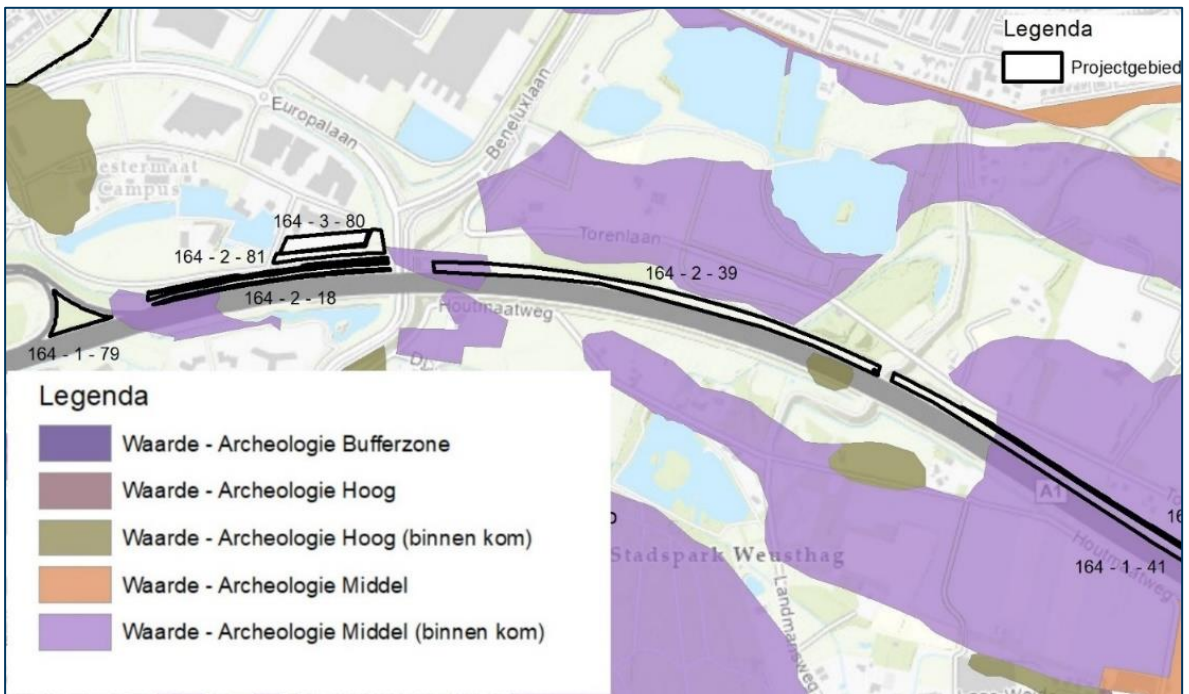 Legenda
Projectgebied
Europalaan
Beneluxlaan
Westermaat
Campus
164 - 3 - 80
164 - 2 - 81
164 - 2 - 18
Torenlaan
164 - 2 - 39
Houtmaatweg
164 - 1 - 79
Legenda
Waarde - Archeologie Bufferzone
Waarde - Archeologie Hoog
Waarde - Archeologie Hoog (binnen kom)
Waarde - Archeologie Middel
Waarde - Archeologie Middel (binnen kom)
A1
Stadspark Weusthag
Houtmaatweg
164 - 1 - 41
Landmansweg